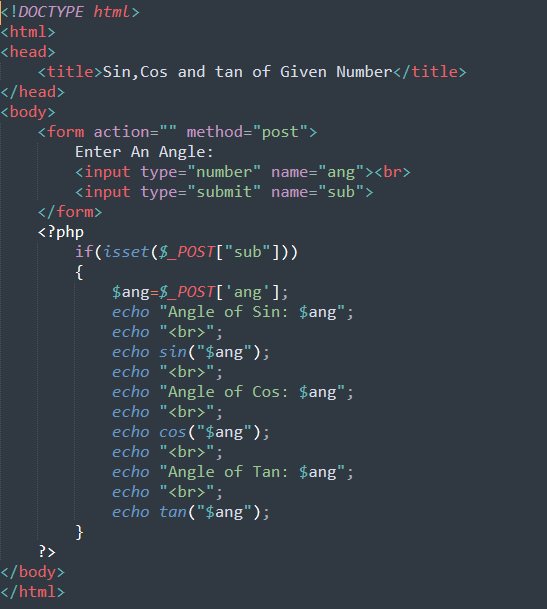 <!DOCTYPE html>
<html>
<head>
    <title>Sin,Cos and tan of Given Number</title>
</head>
<body>
    <form action="" method="post">
        Enter An Angle:
        <input type="number" name="ang"><br>
        <input type="submit" name="sub">
    </form>
    <?php
        if(isset($_POST["sub"]))
        {
            $ang=$_POST['ang'];
            echo "Angle of Sin: $ang";
            echo "<br>";
            echo sin("$ang");
            echo "<br>";
            echo "Angle of Cos: $ang";
            echo "<br>";
            echo cos("$ang");
            echo "<br>";
            echo "Angle of Tan: $ang";
            echo "<br>";
            echo tan("$ang");
        }
    ?>
</body>
</html>